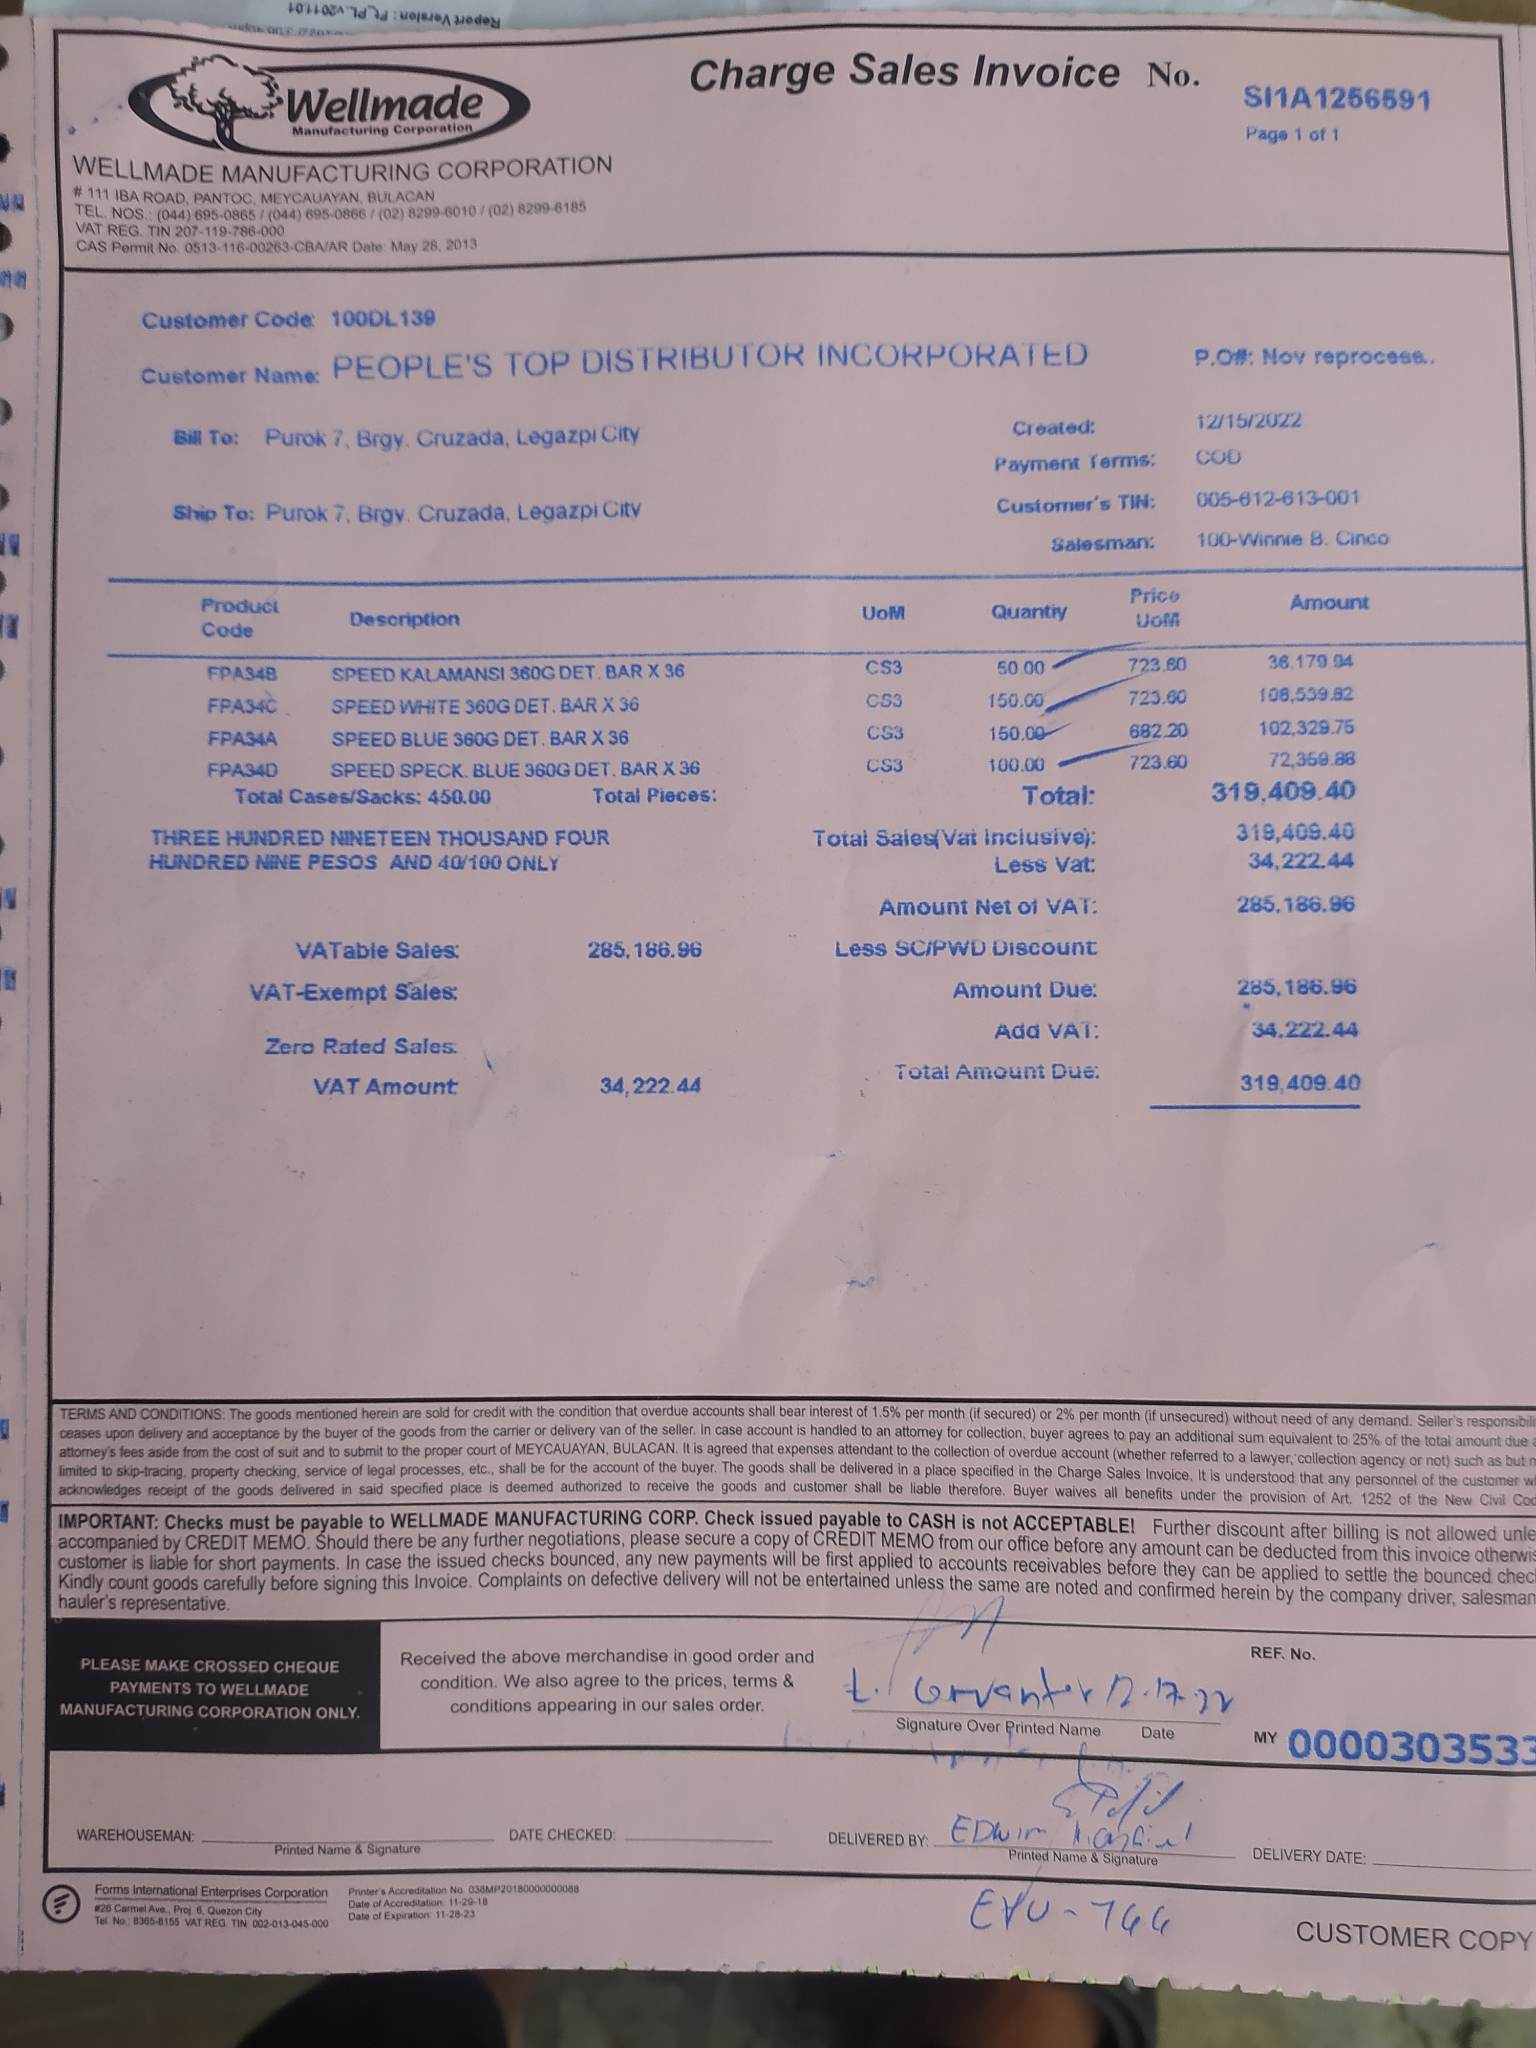 Report Version : Ft_PL_v2011.01
Wellmade
Manufacturing Corporation
Charge Sales Invoice No.
SI1A1256591
Page 1 of 1
WELLMADE MANUFACTURING CORPORATION
# 111 IBA ROAD, PANTOC, MEYCAUAYAN, BULACAN
TEL. NOS.: (044) 695-0865 / (044) 695-0866 / (02) 8299-6010 / (02) 8299-6185
VAT REG. TIN 207-119-786-000
CAS Permit No. 0513-116-00263-CBA/AR Date: May 28, 2013
Customer Code: 100DL139
Customer Name: PEOPLE'S TOP DISTRIBUTOR INCORPORATED P.O#: Nov reprocess..
Bill To: Purok 7, Brgy. Cruzada, Legazpi City
Created: 12/15/2022
Payment Terms: COD
Ship To: Purok 7, Brgy. Cruzada, Legazpi City
Customer's TIN: 005-612-613-001
Salesman: 100-Winnie B. Cinco
Product Code Description UoM Quantiy Price UoM Amount
FPA34B SPEED KALAMANSI 360G DET. BAR X 36 CS3 50.00 723.60 36,179.94
FPA34C SPEED WHITE 360G DET. BAR X 36 CS3 150.00 723.60 108,539.82
FPA34A SPEED BLUE 360G DET. BAR X 36 CS3 150.00 682.20 102,329.75
FPA34D SPEED SPECK. BLUE 360G DET. BAR X 36 CS3 100.00 723.60 72,359.88
Total Cases/Sacks: 450.00 Total Pieces: Total: 319,409.40
THREE HUNDRED NINETEEN THOUSAND FOUR
HUNDRED NINE PESOS AND 40/100 ONLY
Total Sales(Vat Inclusive): 319,409.40
Less Vat: 34,222.44
Amount Net of VAT: 285,186.96
VATable Sales: 285,186.96 Less SC/PWD Discount:
VAT-Exempt Sales: Amount Due: 285,186.96
Zero Rated Sales: Add VAT: 34,222.44
VAT Amount: 34,222.44 Total Amount Due: 319,409.40
TERMS AND CONDITIONS: The goods mentioned herein are sold for credit with the condition that overdue accounts shall bear interest of 1.5% per month (if secured) or 2% per month (if unsecured) without need of any demand. Seller's responsibili
ceases upon delivery and acceptance by the buyer of the goods from the carrier or delivery van of the seller. In case account is handled to an attorney for collection, buyer agrees to pay an additional sum equivalent to 25% of the total amount due a
attorney's fees aside from the cost of suit and to submit to the proper court of MEYCAUAYAN, BULACAN. It is agreed that expenses attendant to the collection of overdue account (whether referred to a lawyer, collection agency or not) such as but n
limited to skip-tracing, property checking, service of legal processes, etc., shall be for the account of the buyer. The goods shall be delivered in a place specified in the Charge Sales Invoice. It is understood that any personnel of the customer wh
acknowledges receipt of the goods delivered in said specified place is deemed authorized to receive the goods and customer shall be liable therefore. Buyer waives all benefits under the provision of Art. 1252 of the New Civil Cod
IMPORTANT: Checks must be payable to WELLMADE MANUFACTURING CORP. Check issued payable to CASH is not ACCEPTABLE! Further discount after billing is not allowed unle
accompanied by CREDIT MEMO. Should there be any further negotiations, please secure a copy of CREDIT MEMO from our office before any amount can be deducted from this invoice otherwis
customer is liable for short payments. In case the issued checks bounced, any new payments will be first applied to accounts receivables before they can be applied to settle the bounced chec
Kindly count goods carefully before signing this Invoice. Complaints on defective delivery will not be entertained unless the same are noted and confirmed herein by the company driver, salesman
hauler's representative.
PLEASE MAKE CROSSED CHEQUE
PAYMENTS TO WELLMADE
MANUFACTURING CORPORATION ONLY.
Received the above merchandise in good order and
condition. We also agree to the prices, terms &
conditions appearing in our sales order.
12-17-22
Signature Over Printed Name Date
REF. No.
MY 0000303533
WAREHOUSEMAN:
Printed Name & Signature
DATE CHECKED:
DELIVERED BY: EDwin
Printed Name & Signature
DELIVERY DATE:
Forms International Enterprises Corporation
#26 Carmel Ave., Proj. 6, Quezon City
Tel. No.: 8365-8155 VAT REG. TIN: 002-013-045-000
Printer's Accreditation No. 038MP20180000000088
Date of Accreditation: 11-29-18
Date of Expiration: 11-28-23
CUSTOMER COPY